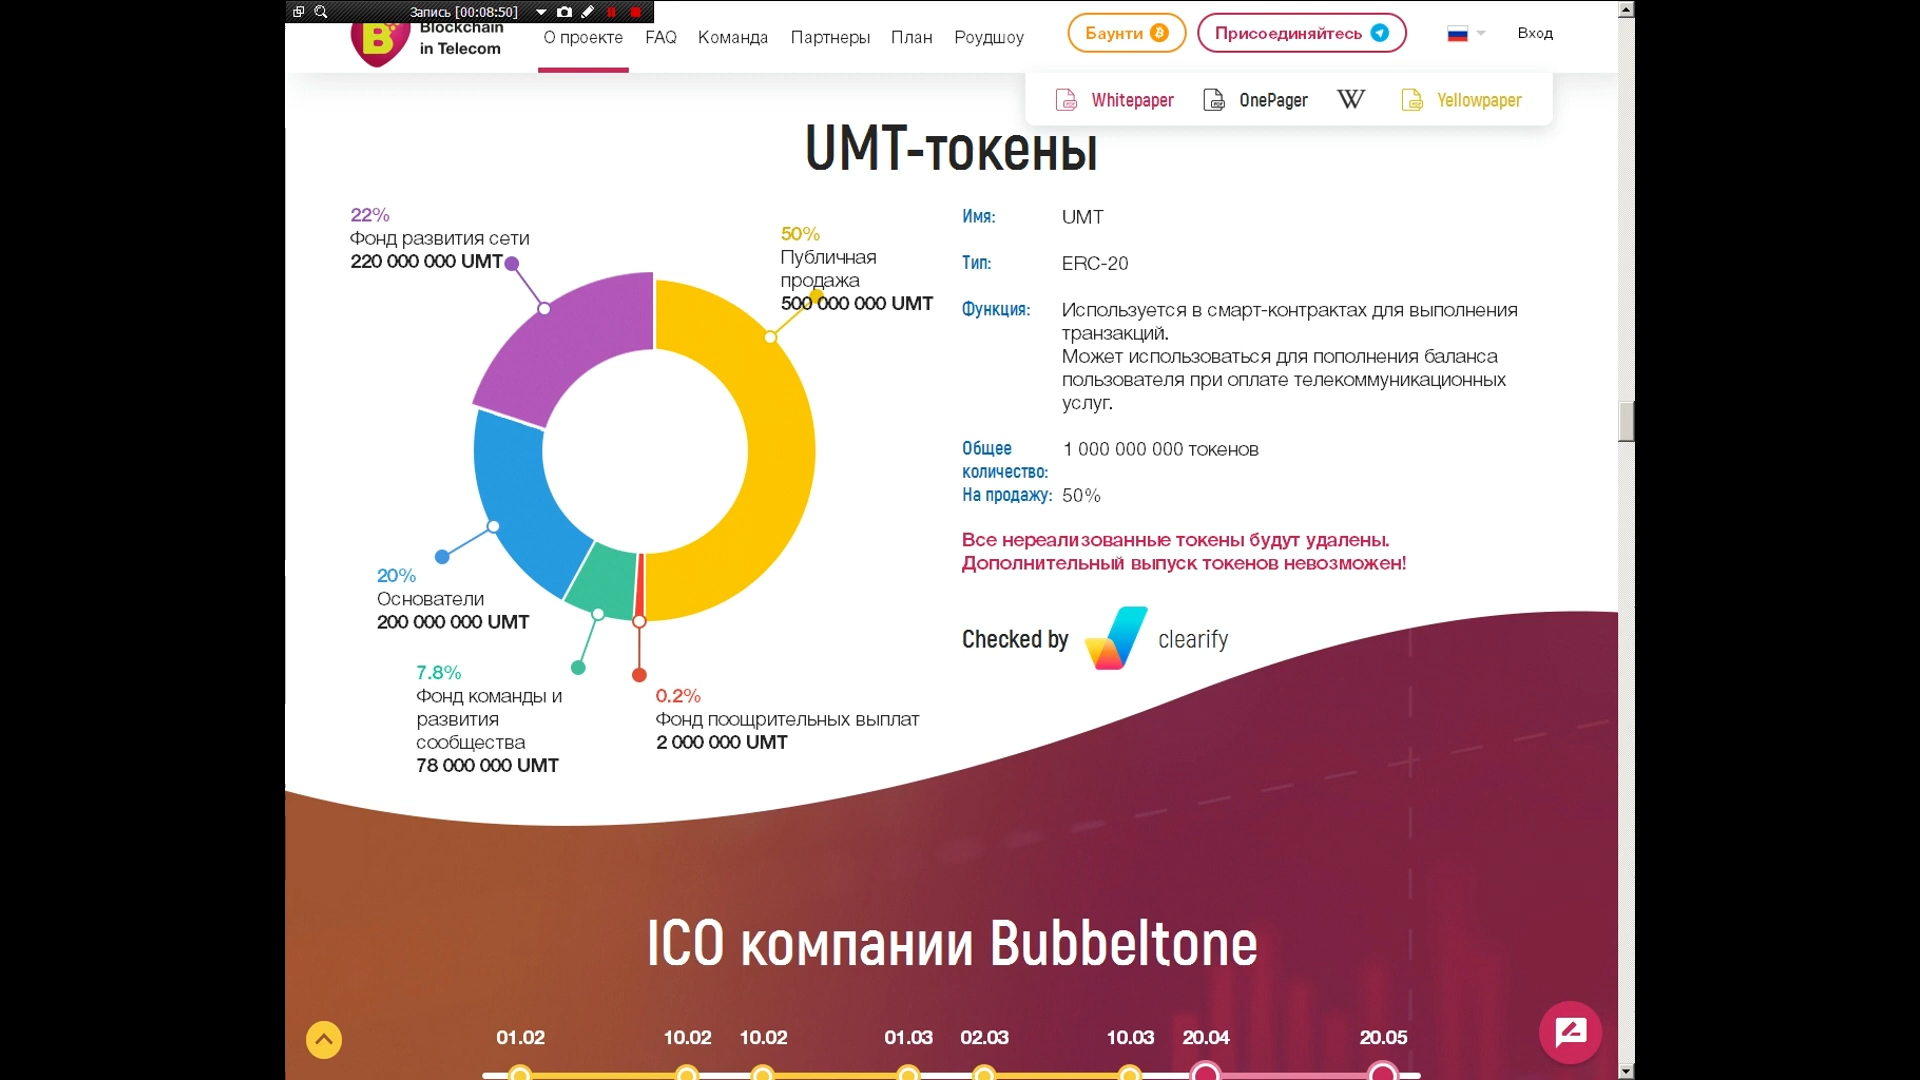 Запись [00:08:50]
Blockchain
in Telecom
О проекте
FAQ
Команда
Партнеры
План
Роудшоу
Баунти
Присоединяйтесь
Вход
Whitepaper
OnePager
W
Yellowpaper
UMT-токены
22%
Фонд развития сети
220 000 000 UMT
50%
Публичная
продажа
500 000 000 UMT
20%
Основатели
200 000 000 UMT
7.8%
Фонд команды и
развития
сообщества
78 000 000 UMT
0.2%
Фонд поощрительных выплат
2 000 000 UMT
Имя: UMT
Тип: ERC-20
Функция: Используется в смарт-контрактах для выполнения
транзакций.
Может использоваться для пополнения баланса
пользователя при оплате телекоммуникационных
услуг.
Общее
количество:
1 000 000 000 токенов
На продажу: 50%
Все нереализованные токены будут удалены.
Дополнительный выпуск токенов невозможен!
Checked by clearify
ICO компании Bubbeltone
01.02 10.02 10.02 01.03 02.03 10.03 20.04 20.05